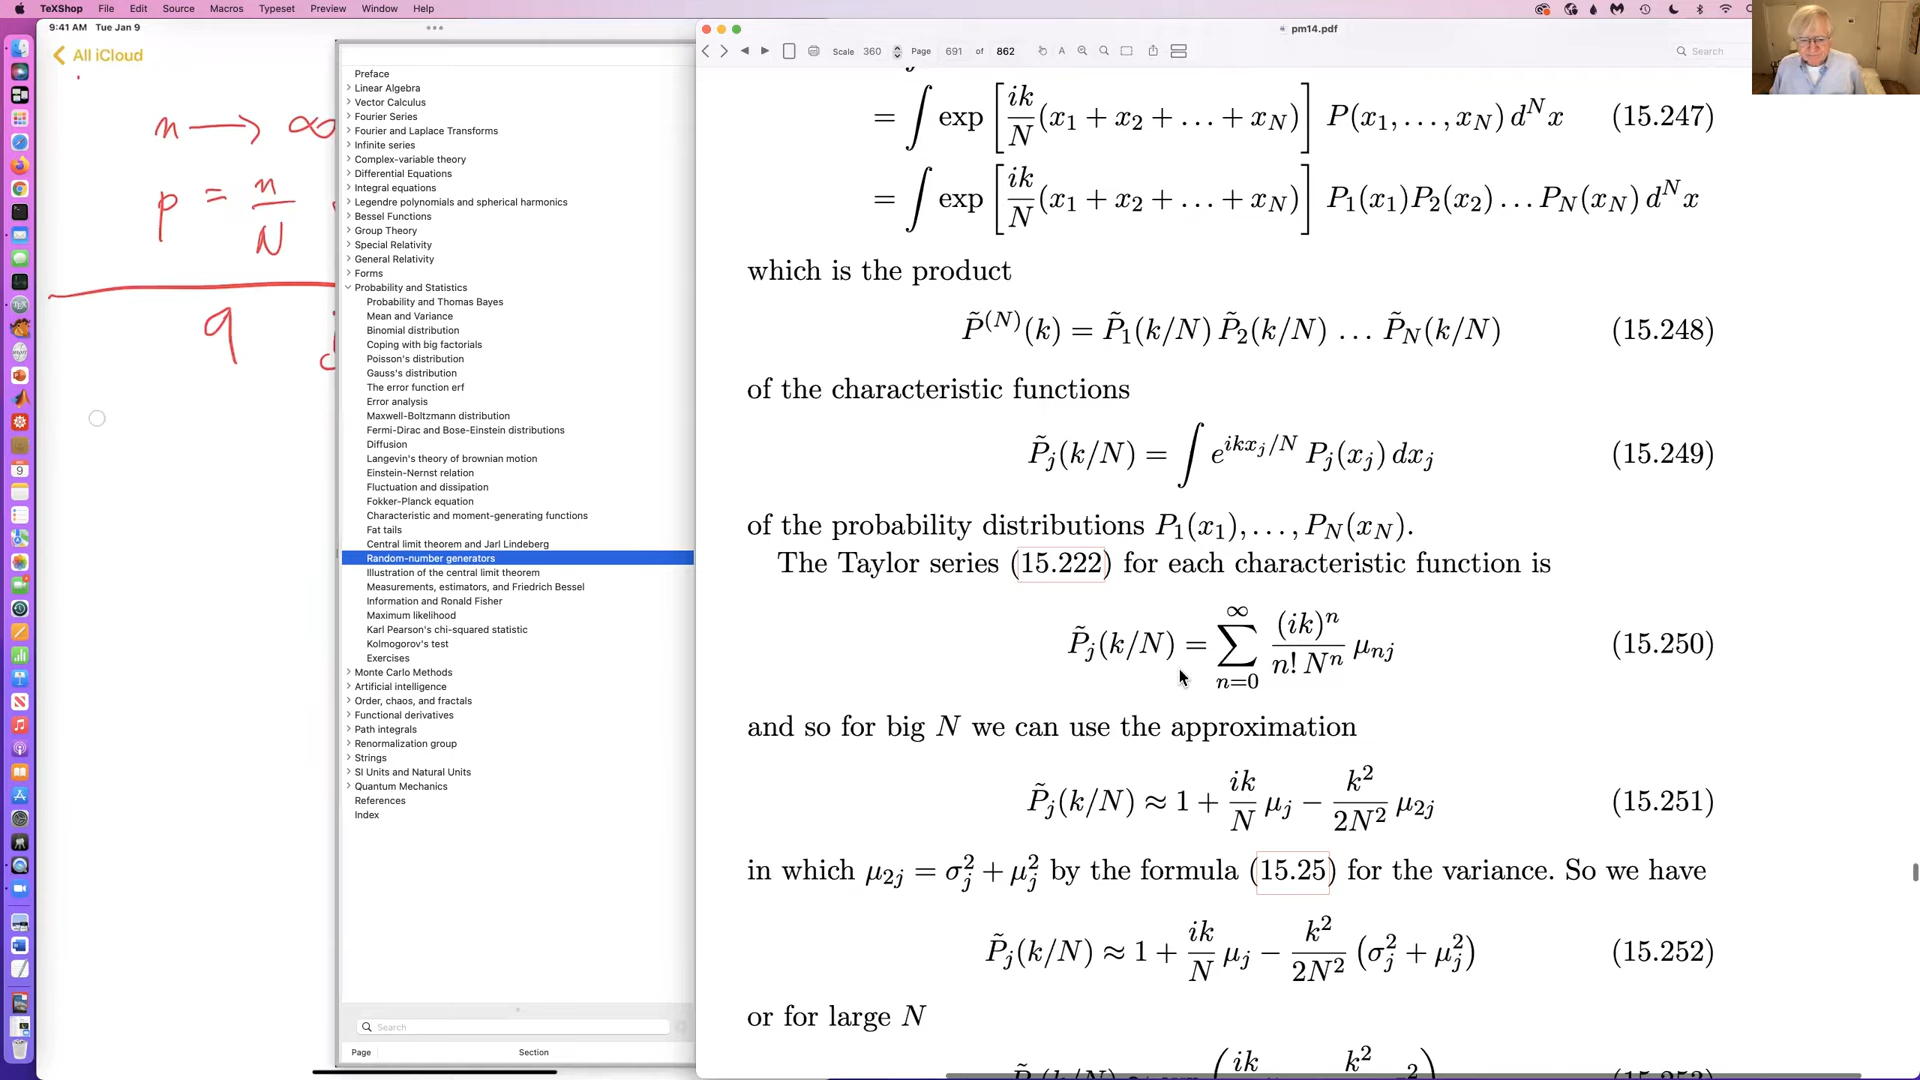 TeXShop File Edit Source Macros Typeset Preview Window Help
9:41 AM Tue Jan 9
All iCloud
n → ∞
p = n/N
q
Preface
Linear Algebra
Vector Calculus
Fourier Series
Fourier and Laplace Transforms
Infinite series
Complex-variable theory
Differential Equations
Integral equations
Legendre polynomials and spherical harmonics
Bessel Functions
Group Theory
Special Relativity
General Relativity
Forms
Probability and Statistics
Probability and Thomas Bayes
Mean and Variance
Binomial distribution
Coping with big factorials
Poisson's distribution
Gauss's distribution
The error function erf
Error analysis
Maxwell-Boltzmann distribution
Fermi-Dirac and Bose-Einstein distributions
Diffusion
Langevin's theory of brownian motion
Einstein-Nernst relation
Fluctuation and dissipation
Fokker-Planck equation
Characteristic and moment-generating functions
Fat tails
Central limit theorem and Jarl Lindeberg
Random-number generators
Illustration of the central limit theorem
Measurements, estimators, and Friedrich Bessel
Information and Ronald Fisher
Maximum likelihood
Karl Pearson's chi-squared statistic
Kolmogorov's test
Exercises
Monte Carlo Methods
Artificial intelligence
Order, chaos, and fractals
Functional derivatives
Path integrals
Renormalization group
Strings
SI Units and Natural Units
Quantum Mechanics
References
Index
Search
Page Section
pm14.pdf
Scale 360 Page 691 of 862 Search
= ∫ exp [ ik/N (x₁ + x₂ + ... + x_N) ] P(x₁, ..., x_N) d^N x (15.247)
= ∫ exp [ ik/N (x₁ + x₂ + ... + x_N) ] P₁(x₁)P₂(x₂) ... P_N(x_N) d^N x
which is the product
P̃^(N)(k) = P̃₁(k/N) P̃₂(k/N) ... P̃_N(k/N) (15.248)
of the characteristic functions
P̃_j(k/N) = ∫ e^{ikx_j/N} P_j(x_j) dx_j (15.249)
of the probability distributions P₁(x₁), ..., P_N(x_N).
The Taylor series (15.222) for each characteristic function is
P̃_j(k/N) = ∑_{n=0}^{∞} (ik)^n / (n! N^n) μ_{nj} (15.250)
and so for big N we can use the approximation
P̃_j(k/N) ≈ 1 + ik/N μ_j − k²/2N² μ_{2j} (15.251)
in which μ_{2j} = σ_j² + μ_j² by the formula (15.25) for the variance. So we have
P̃_j(k/N) ≈ 1 + ik/N μ_j − k²/2N² (σ_j² + μ_j²) (15.252)
or for large N